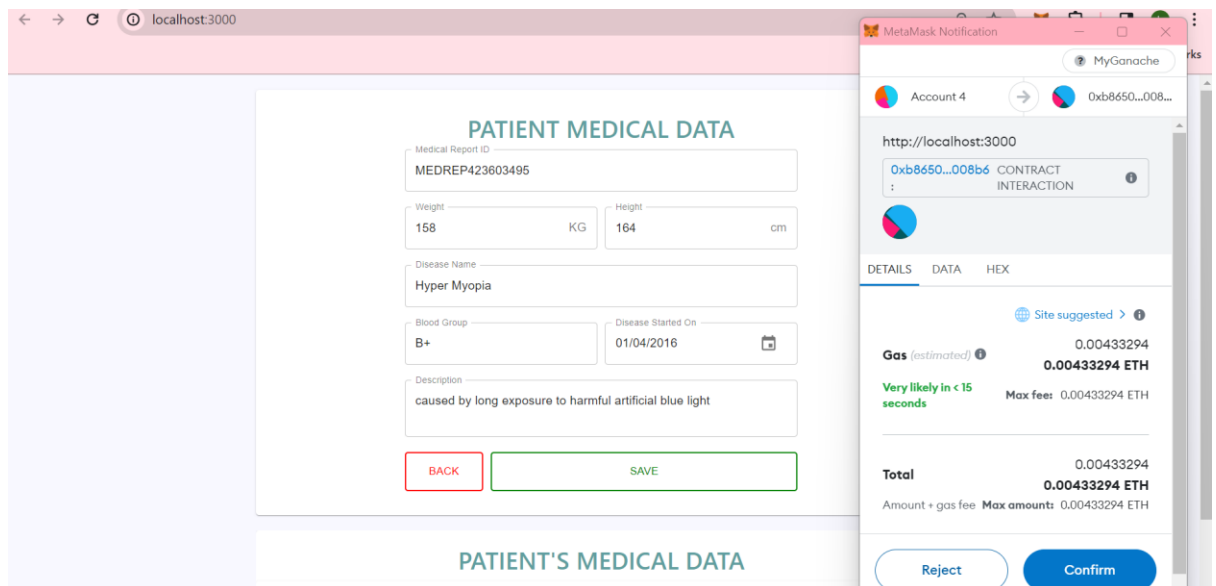 localhost:3000
rks
PATIENT MEDICAL DATA
Medical Report ID
MEDREP423603495
Weight
158 KG
Height
164 cm
Disease Name
Hyper Myopia
Blood Group
B+
Disease Started On
01/04/2016
Description
caused by long exposure to harmful artificial blue light
BACK SAVE
PATIENT'S MEDICAL DATA
MetaMask Notification
MyGanache
Account 4 0xb8650...008...
http://localhost:3000
0xb8650...008b6 CONTRACT
: INTERACTION
DETAILS DATA HEX
Site suggested >
0.00433294
Gas (estimated) 0.00433294 ETH
Very likely in < 15
seconds
Max fee: 0.00433294 ETH
0.00433294
Total 0.00433294 ETH
Amount + gas fee Max amount: 0.00433294 ETH
Reject Confirm